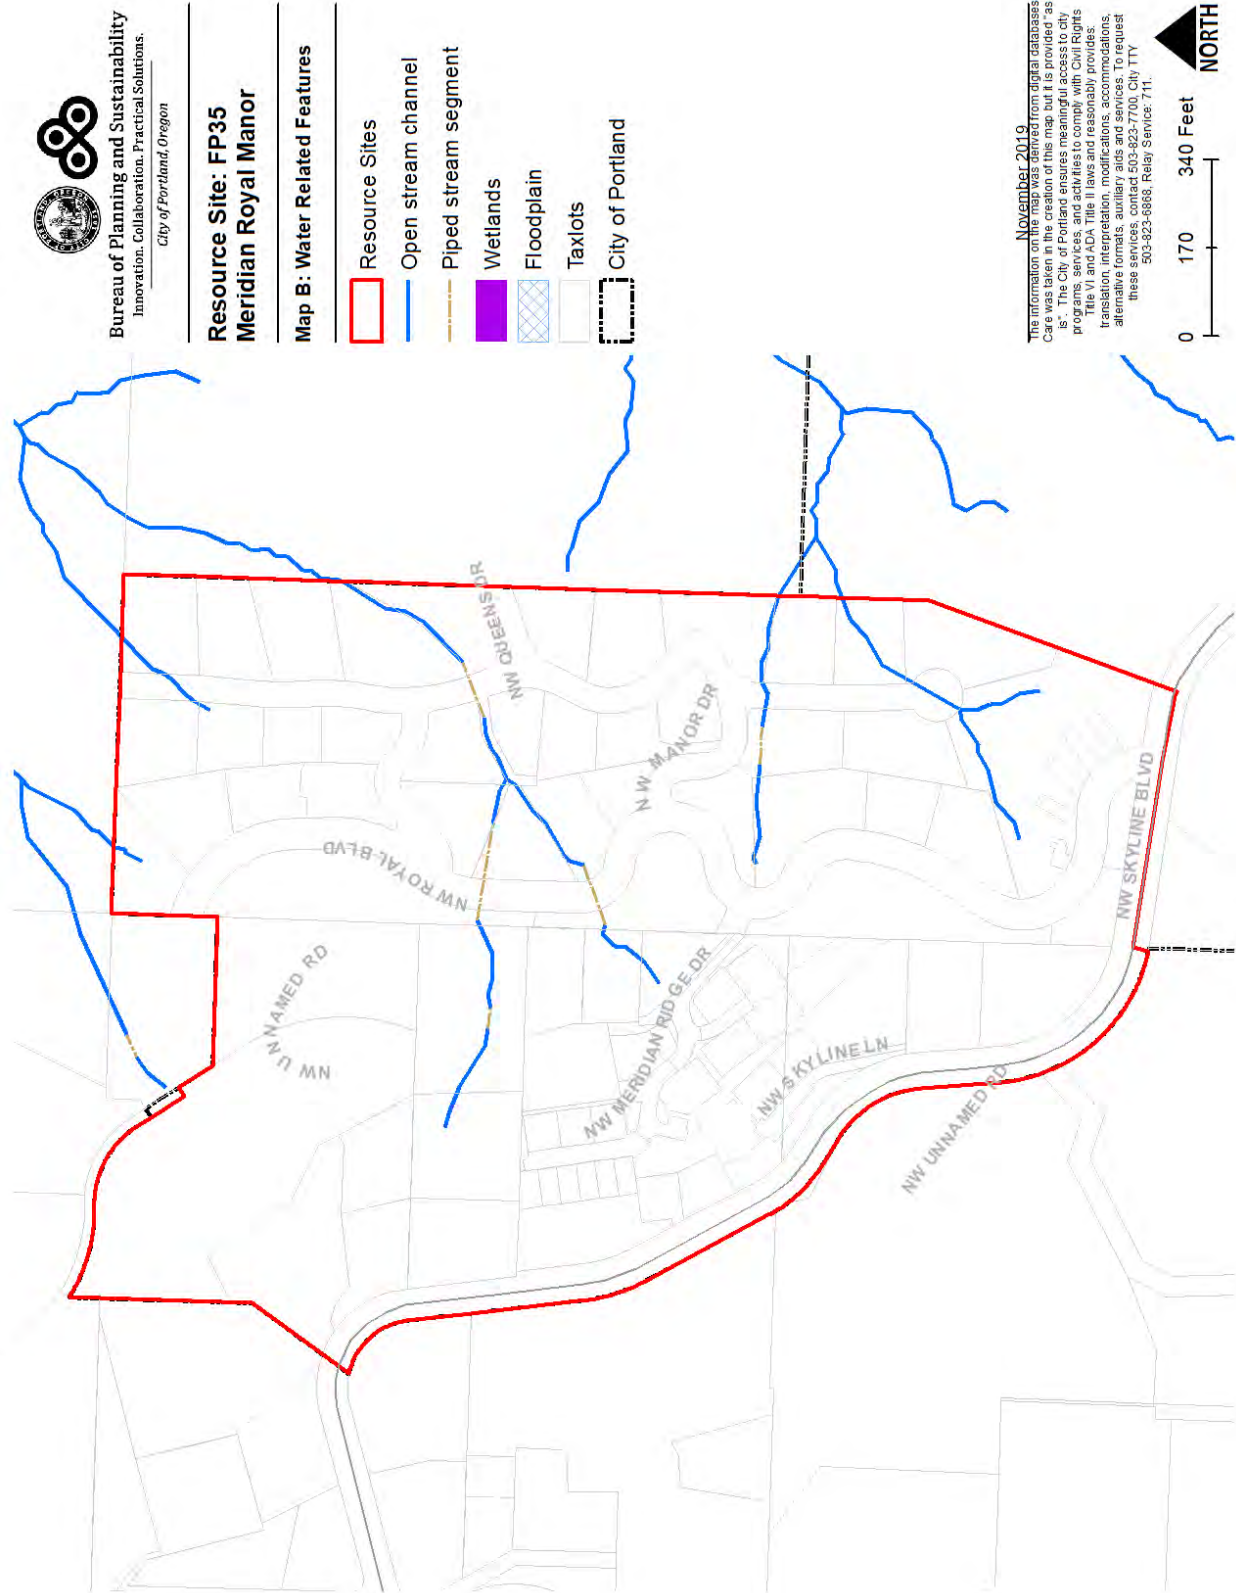 Bureau of Planning and Sustainability
Innovation. Collaboration. Practical Solutions.
City of Portland, Oregon
Resource Site: FP35
Meridian Royal Manor
Map B: Water Related Features
Resource Sites
Open stream channel
Piped stream segment
Wetlands
Floodplain
Taxlots
City of Portland
November 2019
The information on the map was derived from digital databases
Care was taken in the creation of this map but it is provided "as
is". The City of Portland ensures meaningful access to city
programs, services, and activities to comply with Civil Rights
Title VI and ADA Title II laws and reasonably provides:
translation, interpretation, modifications, accommodations,
alternative formats, auxiliary aids and services. To request
these services, contact 503-823-7700, City TTY
503-823-6868, Relay Service: 711.
0 170 340 Feet
NORTH
NW QUEENS DR
NW MANOR DR
NW ROYAL BLVD
NW UNNAMED RD
NW MERIDIAN RIDGE DR
NW SKYLINE LN
NW SKYLINE BLVD
NW UNNAMED RD